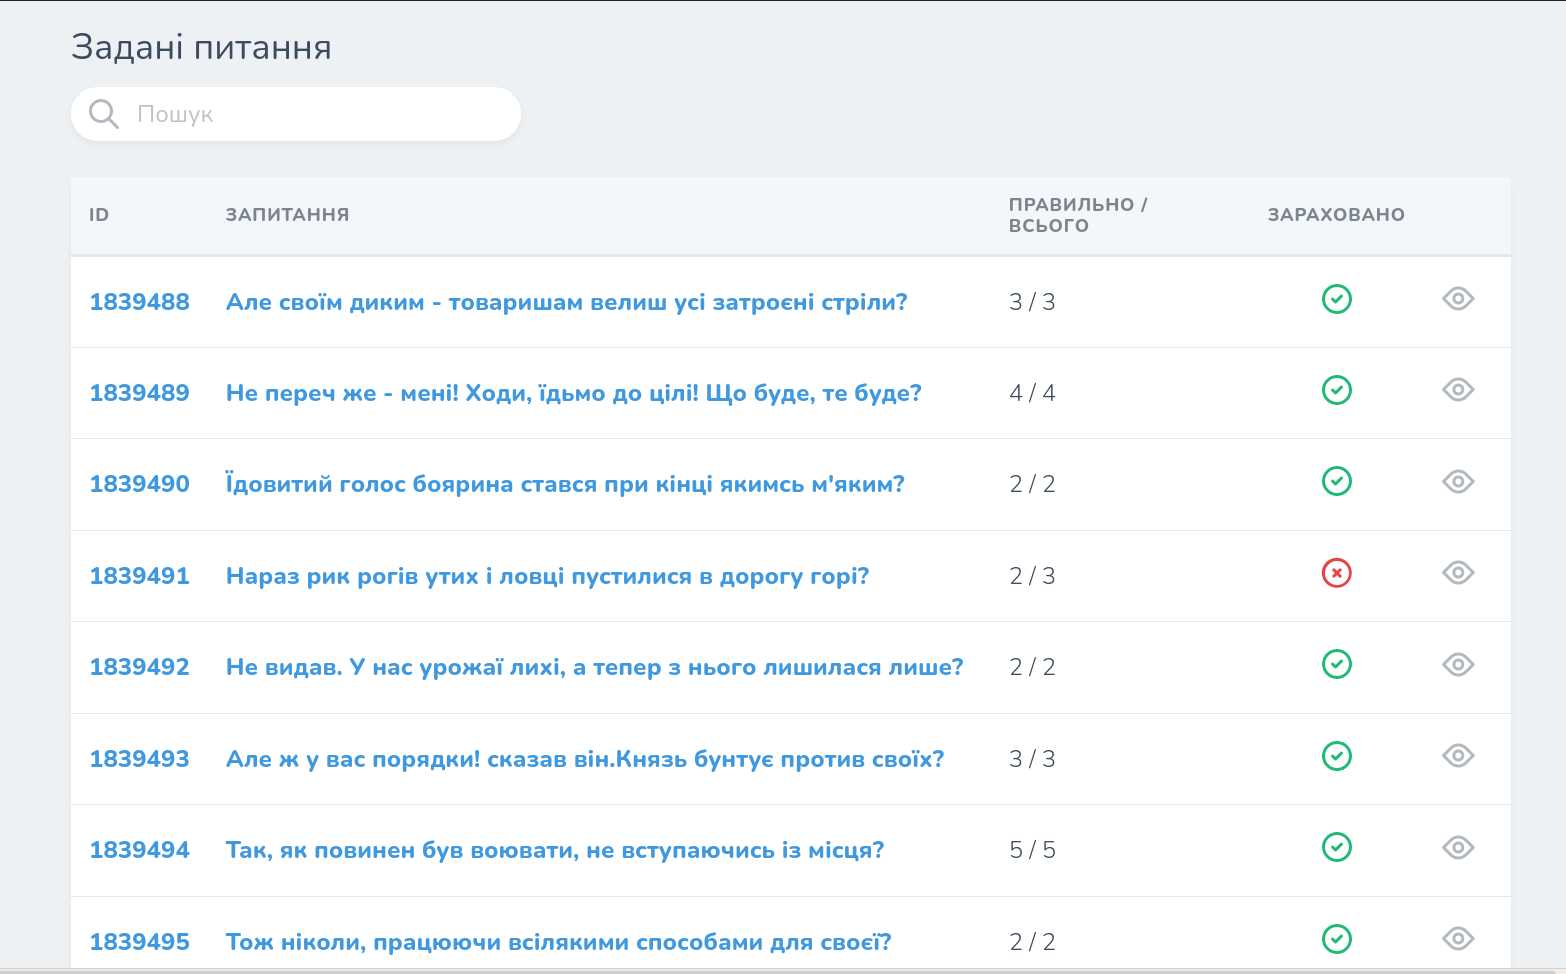 Задані питання
Пошук
ID ЗАПИТАННЯ ПРАВИЛЬНО / ВСЬОГО ЗАРАХОВАНО
1839488 Але своїм диким - товаришам велиш усі затроєні стріли? 3 / 3
1839489 Не переч же - мені! Ходи, їдьмо до цілі! Що буде, те буде? 4 / 4
1839490 Їдовитий голос боярина стався при кінці якимсь м'яким? 2 / 2
1839491 Нараз рик рогів утих і ловці пустилися в дорогу горі? 2 / 3
1839492 Не видав. У нас урожаї лихі, а тепер з нього лишилася лише? 2 / 2
1839493 Але ж у вас порядки! сказав він.Князь бунтує против своїх? 3 / 3
1839494 Так, як повинен був воювати, не вступаючись із місця? 5 / 5
1839495 Тож ніколи, працюючи всілякими способами для своєї? 2 / 2